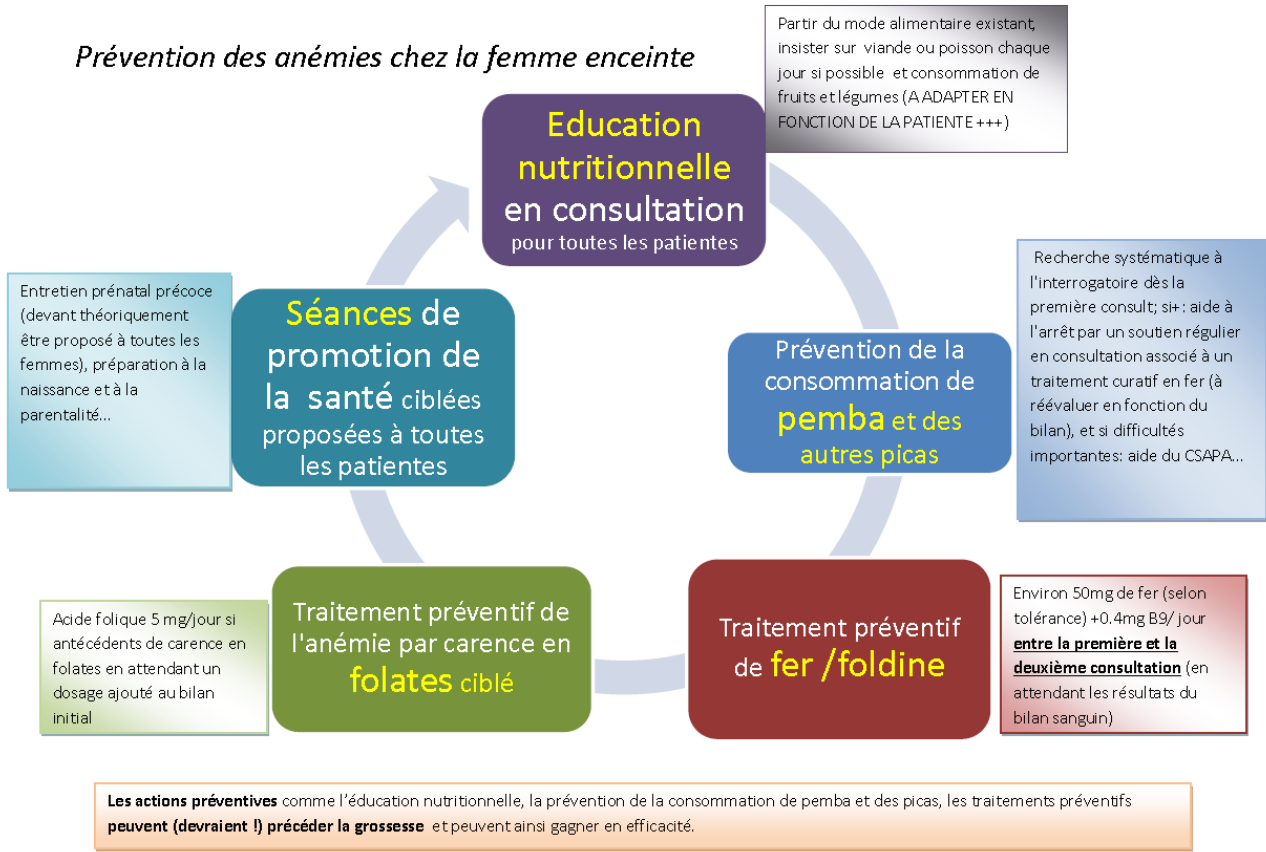 Prévention des anémies chez la femme enceinte
Partir du mode alimentaire existant,
insister sur viande ou poisson chaque
jour si possible et consommation de
fruits et légumes (A ADAPTER EN
FONCTION DE LA PATIENTE +++)
Education
nutritionnelle
en consultation
pour toutes les patientes
Recherche systématique à
l'interrogatoire dès la
première consult; si+ : aide à
l'arrêt par un soutien régulier
en consultation associé à un
traitement curatif en fer (à
réévaluer en fonction du
bilan), et si difficultés
importantes: aide du CSAPA...
Prévention de la
consommation de
pemba et des
autres picas
Environ 50mg de fer (selon
tolérance) +0.4mg B9/ jour
entre la première et la
deuxième consultation (en
attendant les résultats du
bilan sanguin)
Traitement préventif
de fer /foldine
Traitement préventif de
l'anémie par carence en
folates ciblé
Acide folique 5 mg/jour si
antécédents de carence en
folates en attendant un
dosage ajouté au bilan
initial
Séances de
promotion de
la santé ciblées
proposées à toutes
les patientes
Entretien prénatal précoce
(devant théoriquement
être proposé à toutes les
femmes), préparation à la
naissance et à la
parentalité...
Les actions préventives comme l'éducation nutritionnelle, la prévention de la consommation de pemba et des picas, les traitements préventifs
peuvent (devraient !) précéder la grossesse et peuvent ainsi gagner en efficacité.